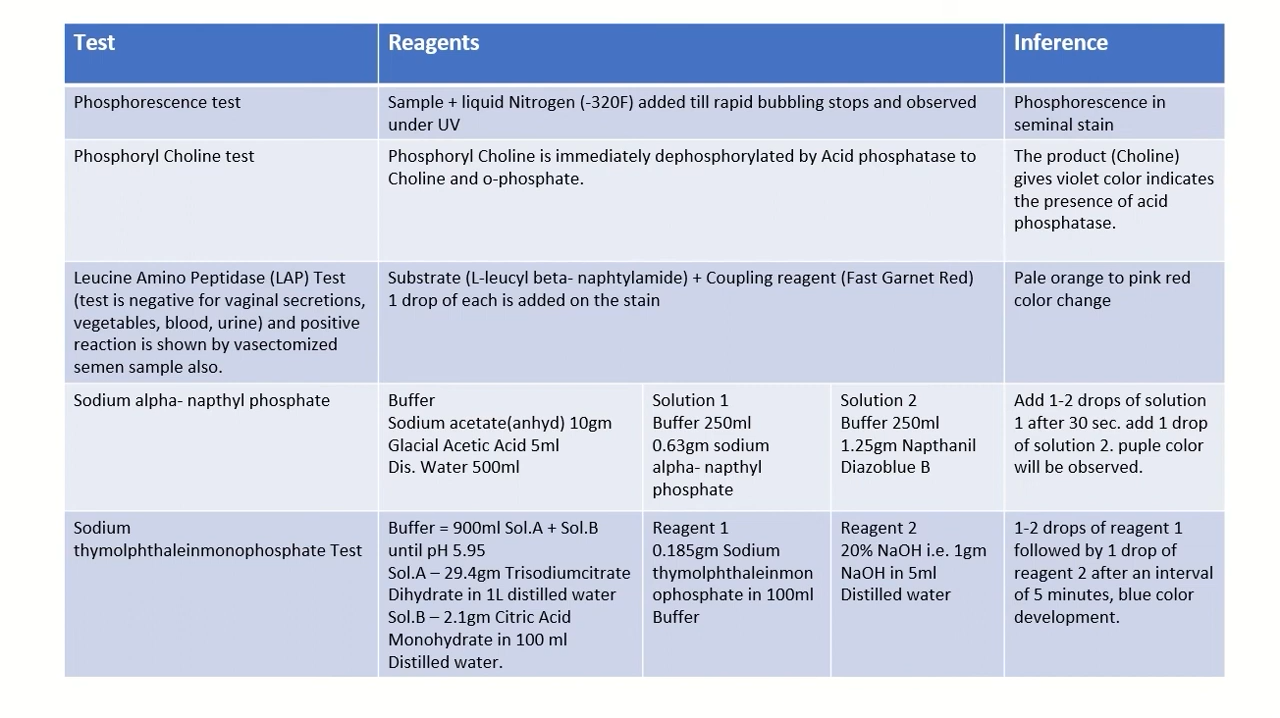 Test
Reagents
Inference
Phosphorescence test
Sample + liquid Nitrogen (-320F) added till rapid bubbling stops and observed
under UV
Phosphorescence in
seminal stain
Phosphoryl Choline test
Phosphoryl Choline is immediately dephosphorylated by Acid phosphatase to
Choline and o-phosphate.
The product (Choline)
gives violet color indicates
the presence of acid
phosphatase.
Leucine Amino Peptidase (LAP) Test
(test is negative for vaginal secretions,
vegetables, blood, urine) and positive
reaction is shown by vasectomized
semen sample also.
Substrate (L-leucyl beta- naphtylamide) + Coupling reagent (Fast Garnet Red)
1 drop of each is added on the stain
Pale orange to pink red
color change
Sodium alpha- napthyl phosphate
Buffer
Sodium acetate(anhyd) 10gm
Glacial Acetic Acid 5ml
Dis. Water 500ml
Solution 1
Buffer 250ml
0.63gm sodium
alpha- napthyl
phosphate
Solution 2
Buffer 250ml
1.25gm Napthanil
Diazoblue B
Add 1-2 drops of solution
1 after 30 sec. add 1 drop
of solution 2. puple color
will be observed.
Sodium
thymolphthaleinmonophosphate Test
Buffer = 900ml Sol.A + Sol.B
until pH 5.95
Sol.A – 29.4gm Trisodiumcitrate
Dihydrate in 1L distilled water
Sol.B – 2.1gm Citric Acid
Monohydrate in 100 ml
Distilled water.
Reagent 1
0.185gm Sodium
thymolphthaleinmon
ophosphate in 100ml
Buffer
Reagent 2
20% NaOH i.e. 1gm
NaOH in 5ml
Distilled water
1-2 drops of reagent 1
followed by 1 drop of
reagent 2 after an interval
of 5 minutes, blue color
development.